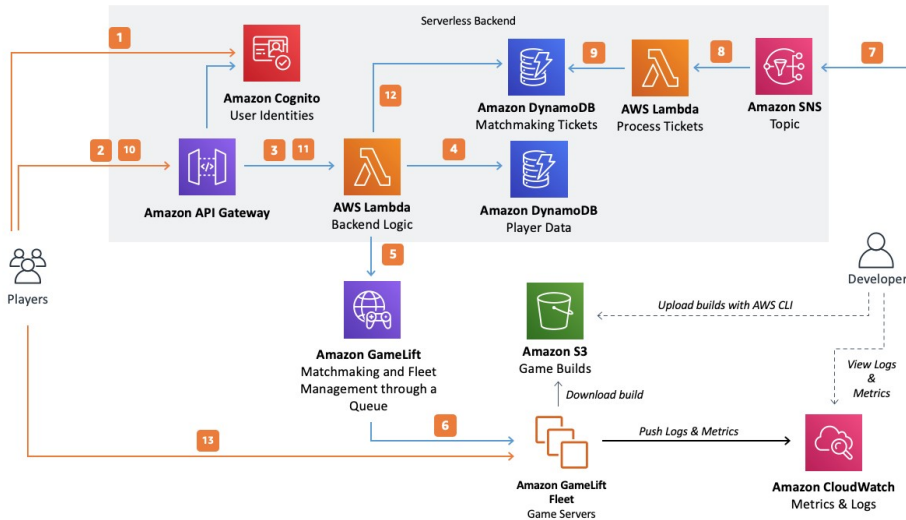 Serverless Backend
1
Amazon Cognito
User Identities
12
9
8
7
Amazon DynamoDB
Matchmaking Tickets
AWS Lambda
Process Tickets
Amazon SNS
Topic
2
10
3
11
4
Amazon API Gateway
AWS Lambda
Backend Logic
Amazon DynamoDB
Player Data
5
Players
Developer
Upload builds with AWS CLI
Amazon GameLift
Matchmaking and Fleet
Management through a
Queue
Amazon S3
Game Builds
View Logs
&
Metrics
Download build
6
13
Push Logs & Metrics
Amazon GameLift
Fleet
Game Servers
Amazon CloudWatch
Metrics & Logs